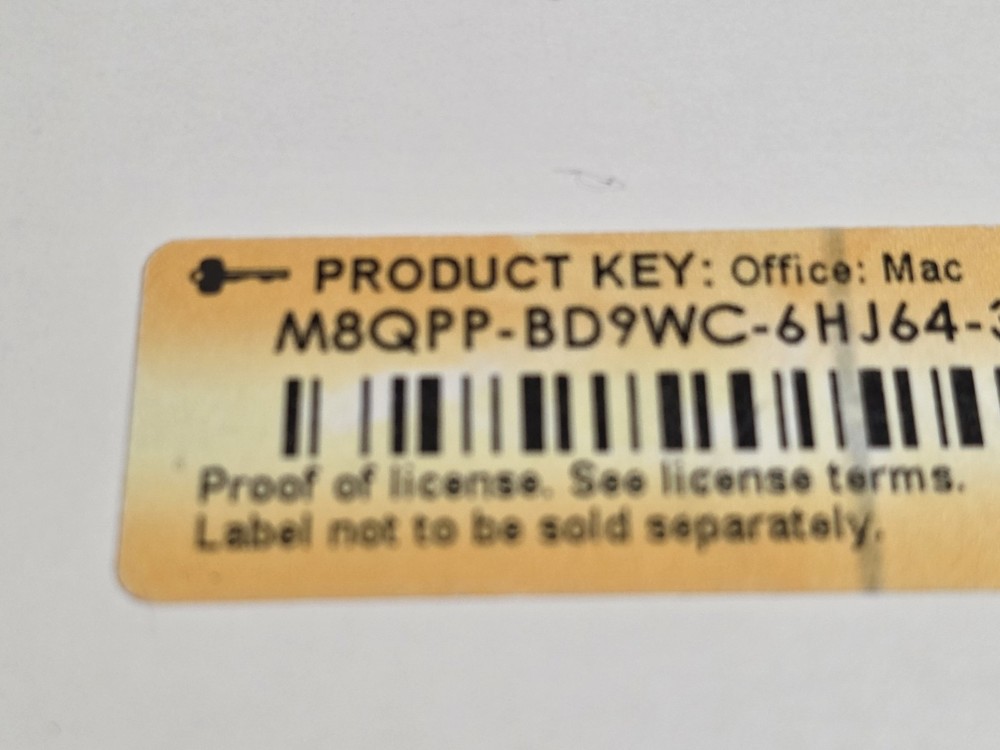 PRODUCT KEY: Office: Mac
M8QPP-BD9WC-6HJ64-3
Proof of license. See license terms.
Label not to be sold separately.